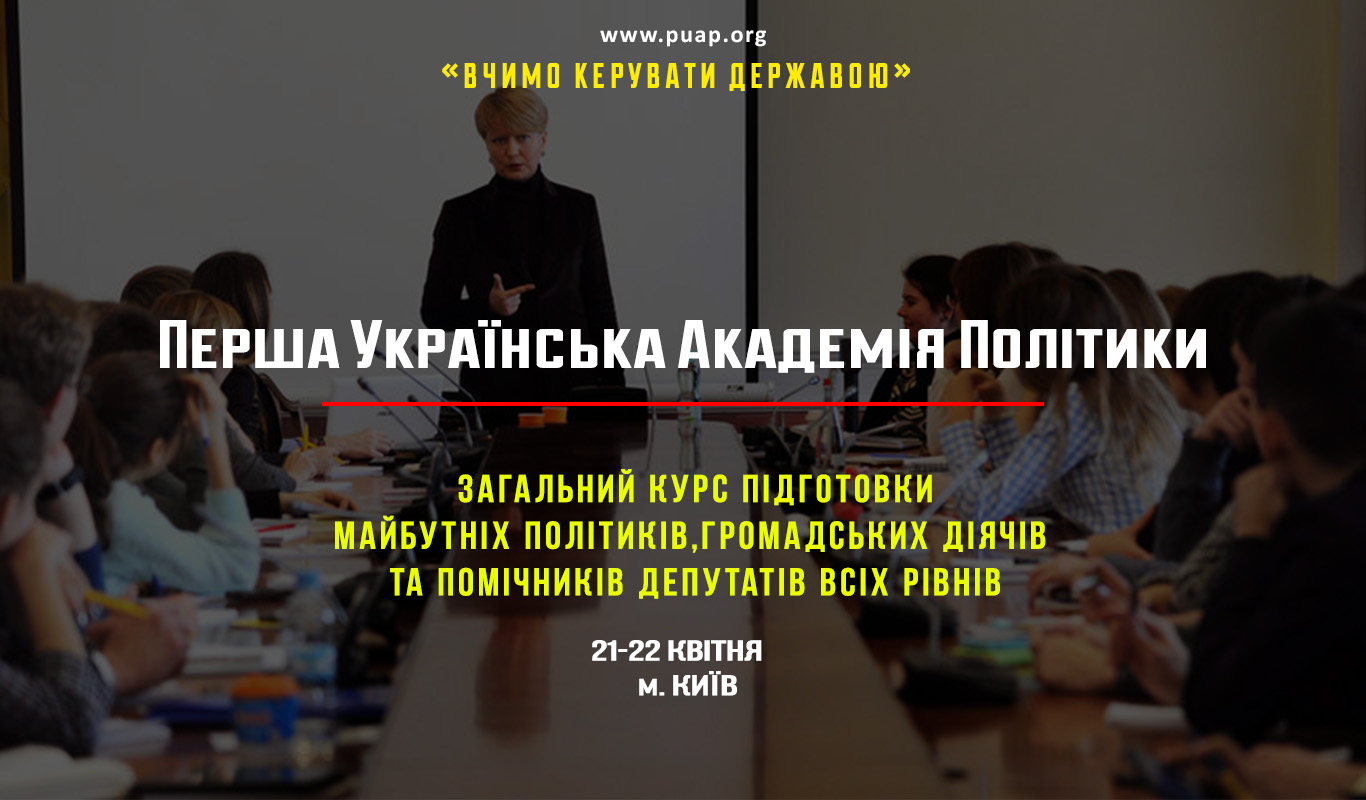 www.puap.org
«ВЧИМО КЕРУВАТИ ДЕРЖАВОЮ»
Перша Українська Академія Політики
ЗАГАЛЬНИЙ КУРС ПІДГОТОВКИ
МАЙБУТНІХ ПОЛІТИКІВ,ГРОМАДСЬКИХ ДІЯЧІВ
ТА ПОМІЧНИКІВ ДЕПУТАТІВ ВСІХ РІВНІВ
21-22 КВІТНЯ
м. КИЇВ